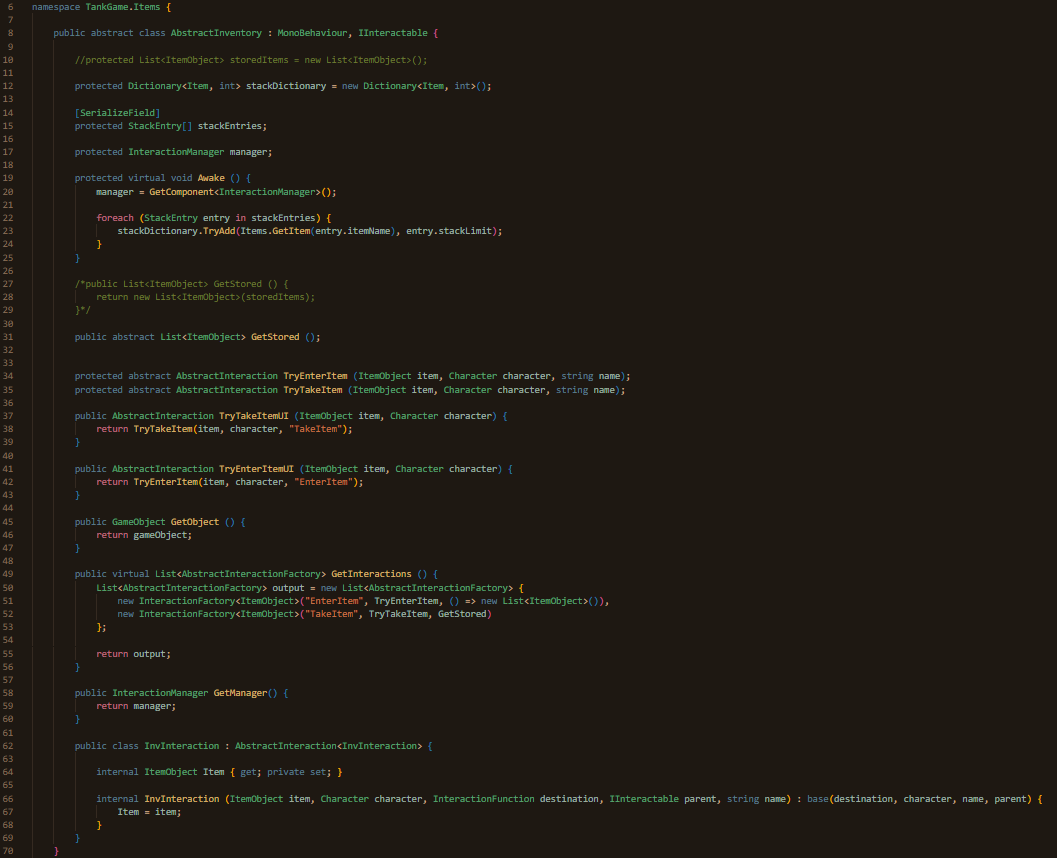 6 namespace TankGame.Items {
7
8     public abstract class AbstractInventory : MonoBehaviour, IInteractable {
9
10         //protected List<ItemObject> storedItems = new List<ItemObject>();
11
12         protected Dictionary<Item, int> stackDictionary = new Dictionary<Item, int>();
13
14         [SerializeField]
15         protected StackEntry[] stackEntries;
16
17         protected InteractionManager manager;
18
19         protected virtual void Awake () {
20             manager = GetComponent<InteractionManager>();
21
22             foreach (StackEntry entry in stackEntries) {
23                 stackDictionary.TryAdd(Items.GetItem(entry.itemName), entry.stackLimit);
24             }
25         }
26
27         /*public List<ItemObject> GetStored () {
28             return new List<ItemObject>(storedItems);
29         }*/
30
31         public abstract List<ItemObject> GetStored ();
32
33
34         protected abstract AbstractInteraction TryEnterItem (ItemObject item, Character character, string name);
35         protected abstract AbstractInteraction TryTakeItem (ItemObject item, Character character, string name);
36
37         public AbstractInteraction TryTakeItemUI (ItemObject item, Character character) {
38             return TryTakeItem(item, character, "TakeItem");
39         }
40
41         public AbstractInteraction TryEnterItemUI (ItemObject item, Character character) {
42             return TryEnterItem(item, character, "EnterItem");
43         }
44
45         public GameObject GetObject () {
46             return gameObject;
47         }
48
49         public virtual List<AbstractInteractionFactory> GetInteractions () {
50             List<AbstractInteractionFactory> output = new List<AbstractInteractionFactory> {
51                 new InteractionFactory<ItemObject>("EnterItem", TryEnterItem, () => new List<ItemObject>()),
52                 new InteractionFactory<ItemObject>("TakeItem", TryTakeItem, GetStored)
53             };
54
55             return output;
56         }
57
58         public InteractionManager GetManager() {
59             return manager;
60         }
61
62         public class InvInteraction : AbstractInteraction<InvInteraction> {
63
64             internal ItemObject Item { get; private set; }
65
66             internal InvInteraction (ItemObject item, Character character, InteractionFunction destination, IInteractable parent, string name) : base(destination, character, name, parent) {
67                 Item = item;
68             }
69         }
70     }